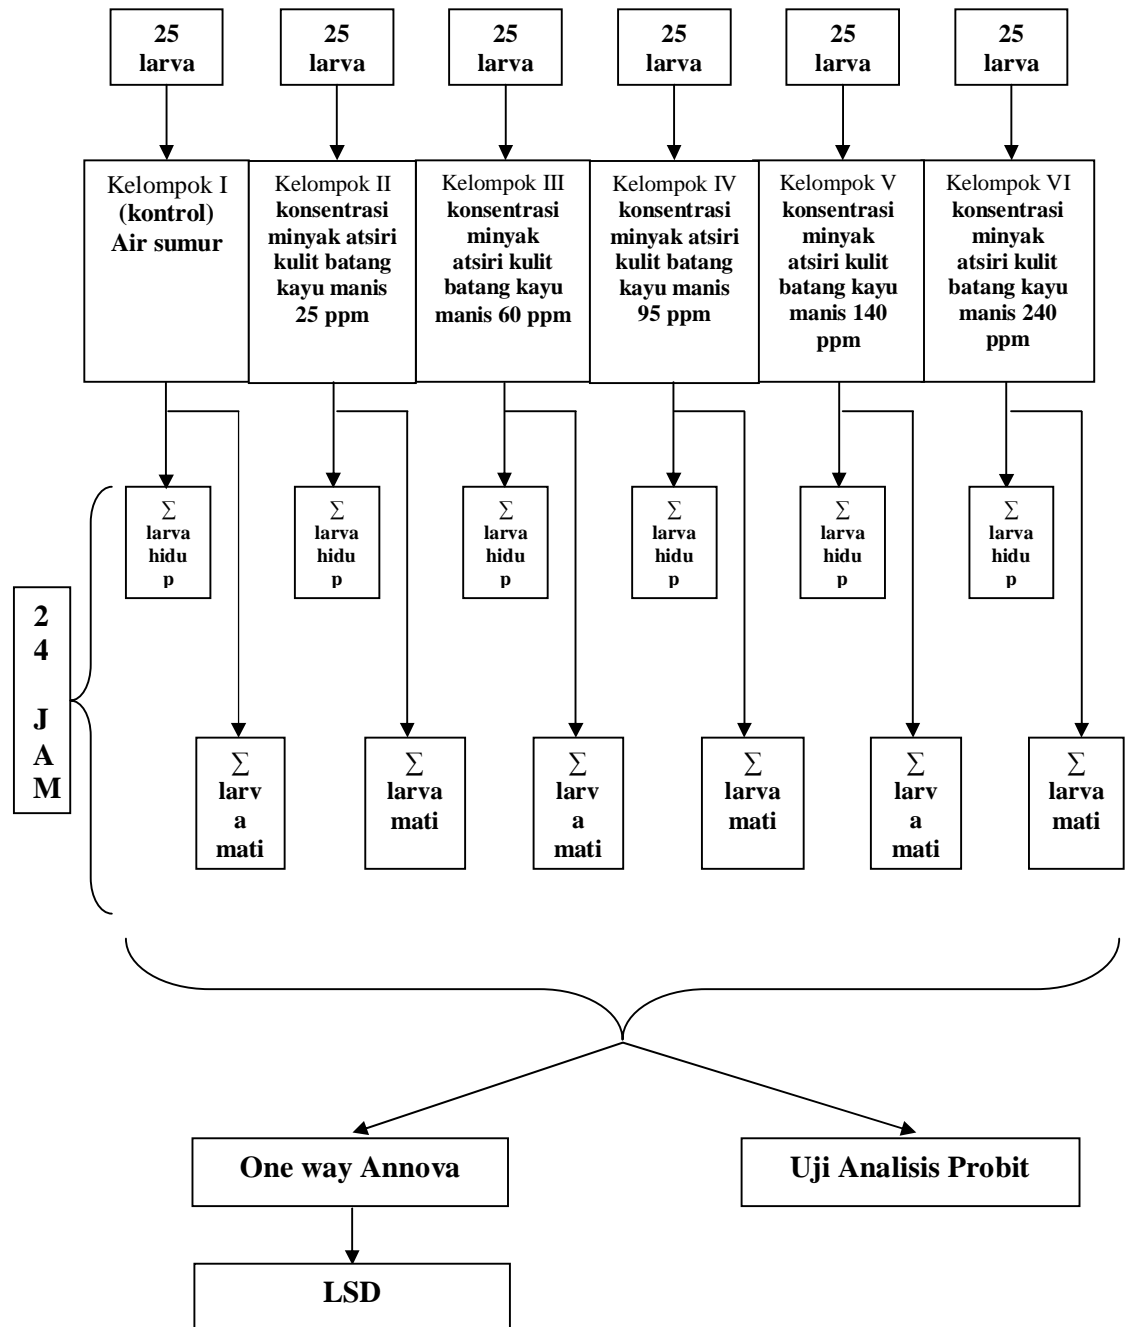 25
larva
25
larva
25
larva
25
larva
25
larva
25
larva
Kelompok I
(kontrol)
Air sumur
Kelompok II
konsentrasi
minyak atsiri
kulit batang
kayu manis
25 ppm
Kelompok III
konsentrasi
minyak
atsiri kulit
batang kayu
manis 60 ppm
Kelompok IV
konsentrasi
minyak atsiri
kulit batang
kayu manis
95 ppm
Kelompok V
konsentrasi
minyak
atsiri kulit
batang kayu
manis 140
ppm
Kelompok VI
konsentrasi
minyak
atsiri kulit
batang kayu
manis 240
ppm
∑
larva
hidu
p
∑
larva
hidu
p
∑
larva
hidu
p
∑
larva
hidu
p
∑
larva
hidu
p
∑
larva
hidu
p
2
4
J
A
M
∑
larv
a
mati
∑
larva
mati
∑
larv
a
mati
∑
larva
mati
∑
larv
a
mati
∑
larva
mati
One way Annova
Uji Analisis Probit
LSD